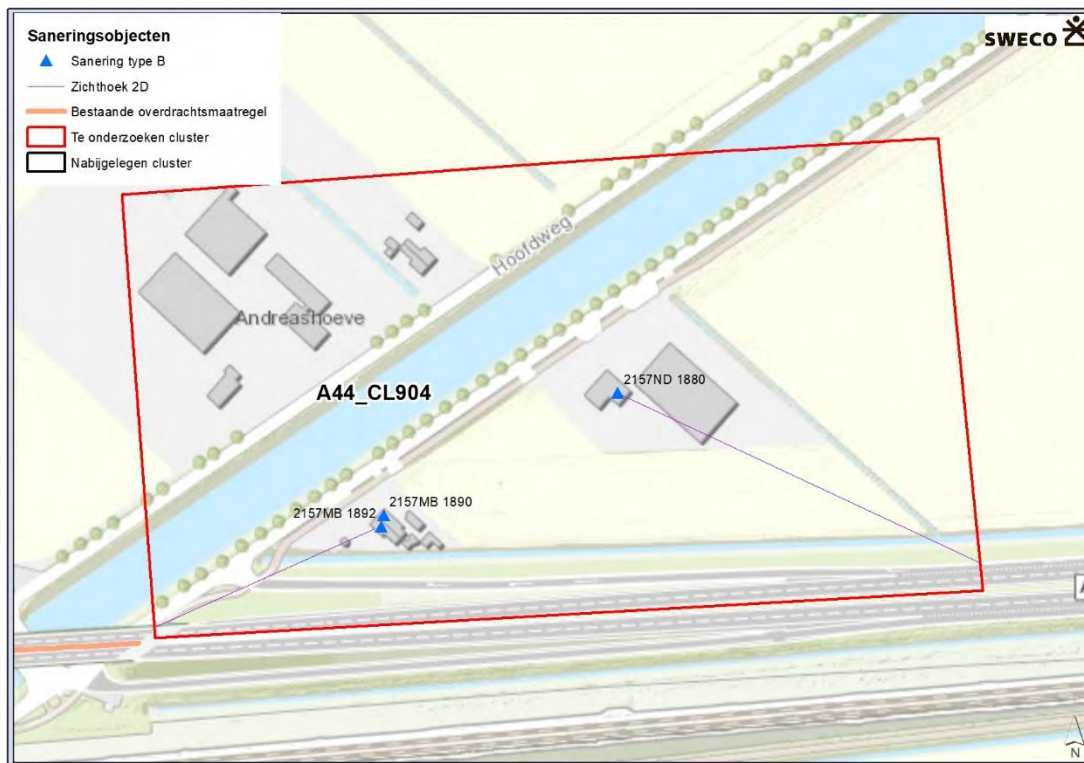 Saneringsobjecten
Sanering type B
Zichthoek 2D
Bestaande overdrachtsmaatregel
Te onderzoeken cluster
Nabijgelegen cluster
SWECO
Hoofdweg
Andreashoeve
A44_CL904
2157ND 1880
2157MB 1890
2157MB 1892
A
N